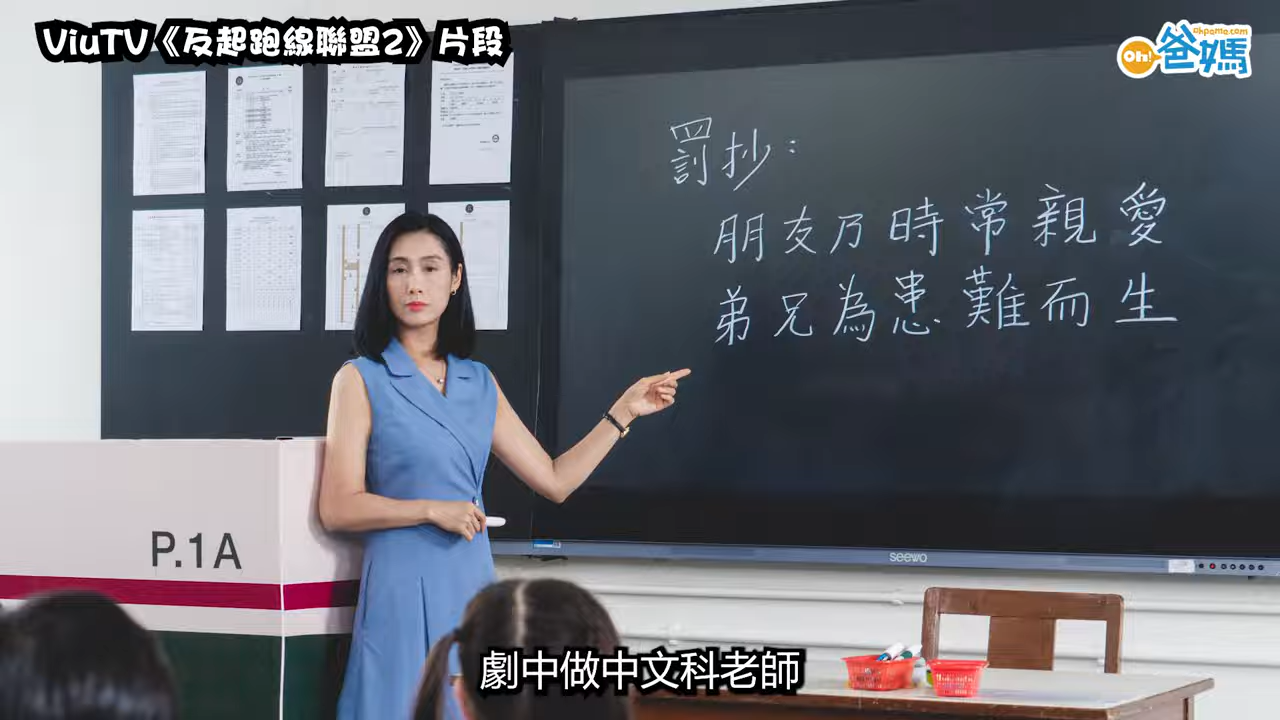 ViuTV《反起跑線聯盟2》片段
ohpama.com
Oh!爸媽
罰抄：
朋友乃時常親愛
弟兄為患難而生
P.1A
seewo
劇中做中文科老師